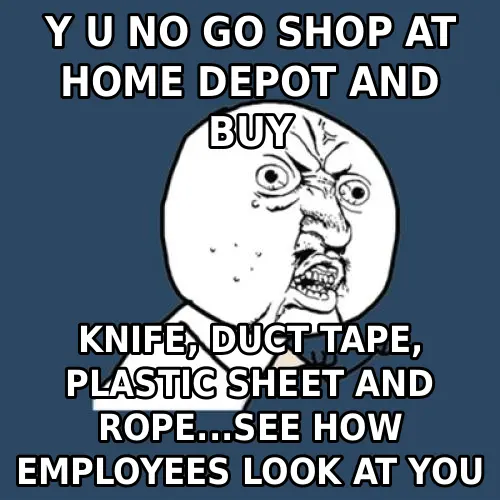 Y U NO GO SHOP AT
HOME DEPOT AND
BUY
KNIFE, DUCT TAPE,
PLASTIC SHEET AND
ROPE...SEE HOW
EMPLOYEES LOOK AT YOU